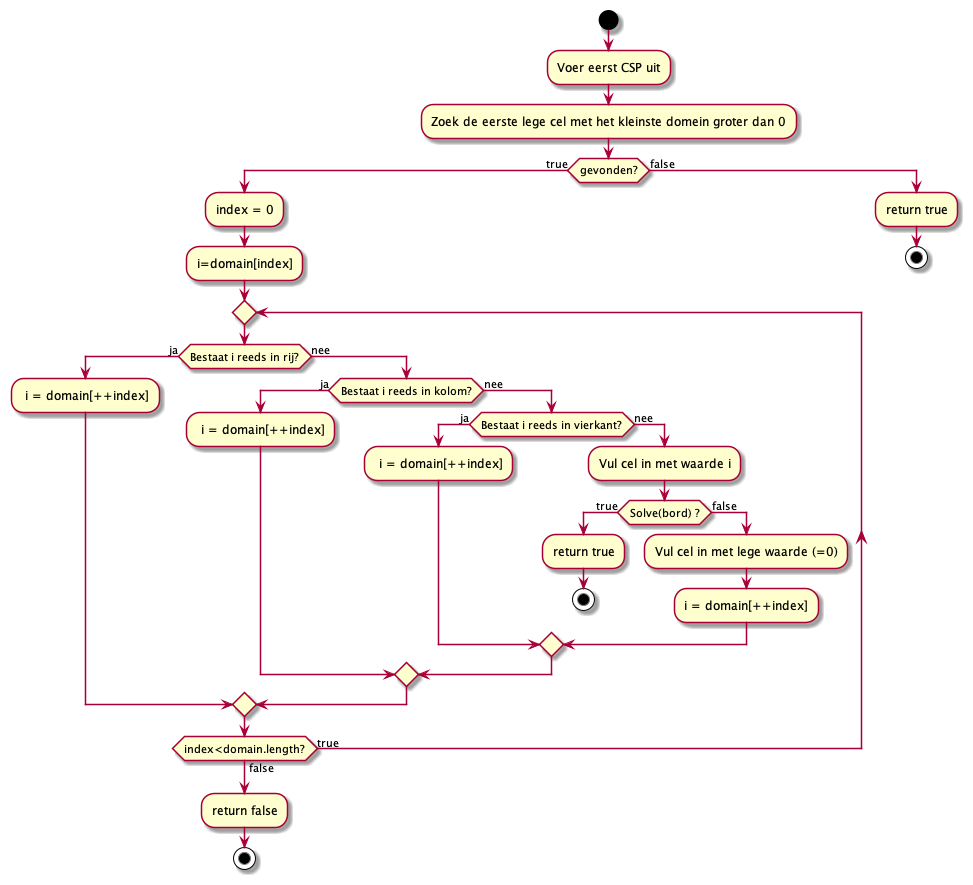 Voer eerst CSP uit
Zoek de eerste lege cel met het kleinste domein groter dan 0
true
gevonden?
false
index = 0
return true
i=domain[index]
ja
Bestaat i reeds in rij?
nee
i = domain[++index]
ja
Bestaat i reeds in kolom?
nee
i = domain[++index]
ja
Bestaat i reeds in vierkant?
nee
i = domain[++index]
Vul cel in met waarde i
true
Solve(bord) ?
false
return true
Vul cel in met lege waarde (=0)
i = domain[++index]
index<domain.length?
true
false
return false